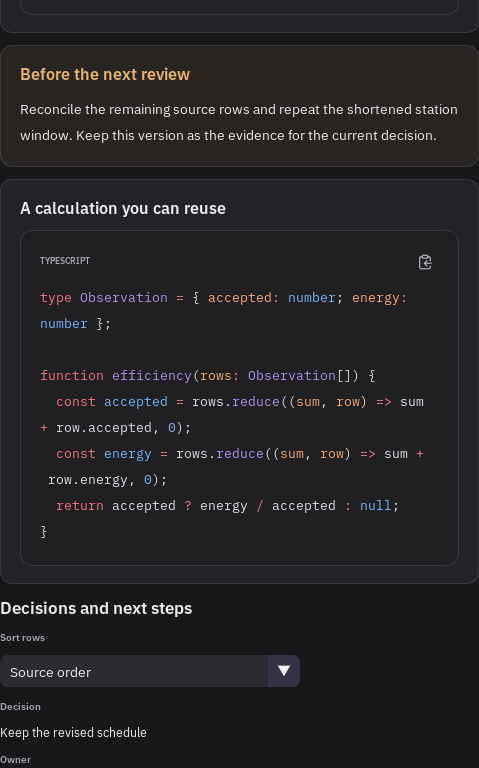 Before the next review
Reconcile the remaining source rows and repeat the shortened station
window. Keep this version as the evidence for the current decision.
A calculation you can reuse
TYPESCRIPT
type Observation = { accepted: number; energy:
number };
function efficiency(rows: Observation[]) {
  const accepted = rows.reduce((sum, row) => sum
+ row.accepted, 0);
  const energy = rows.reduce((sum, row) => sum +
 row.energy, 0);
  return accepted ? energy / accepted : null;
}
Decisions and next steps
Sort rows
Source order
Decision
Keep the revised schedule
Owner